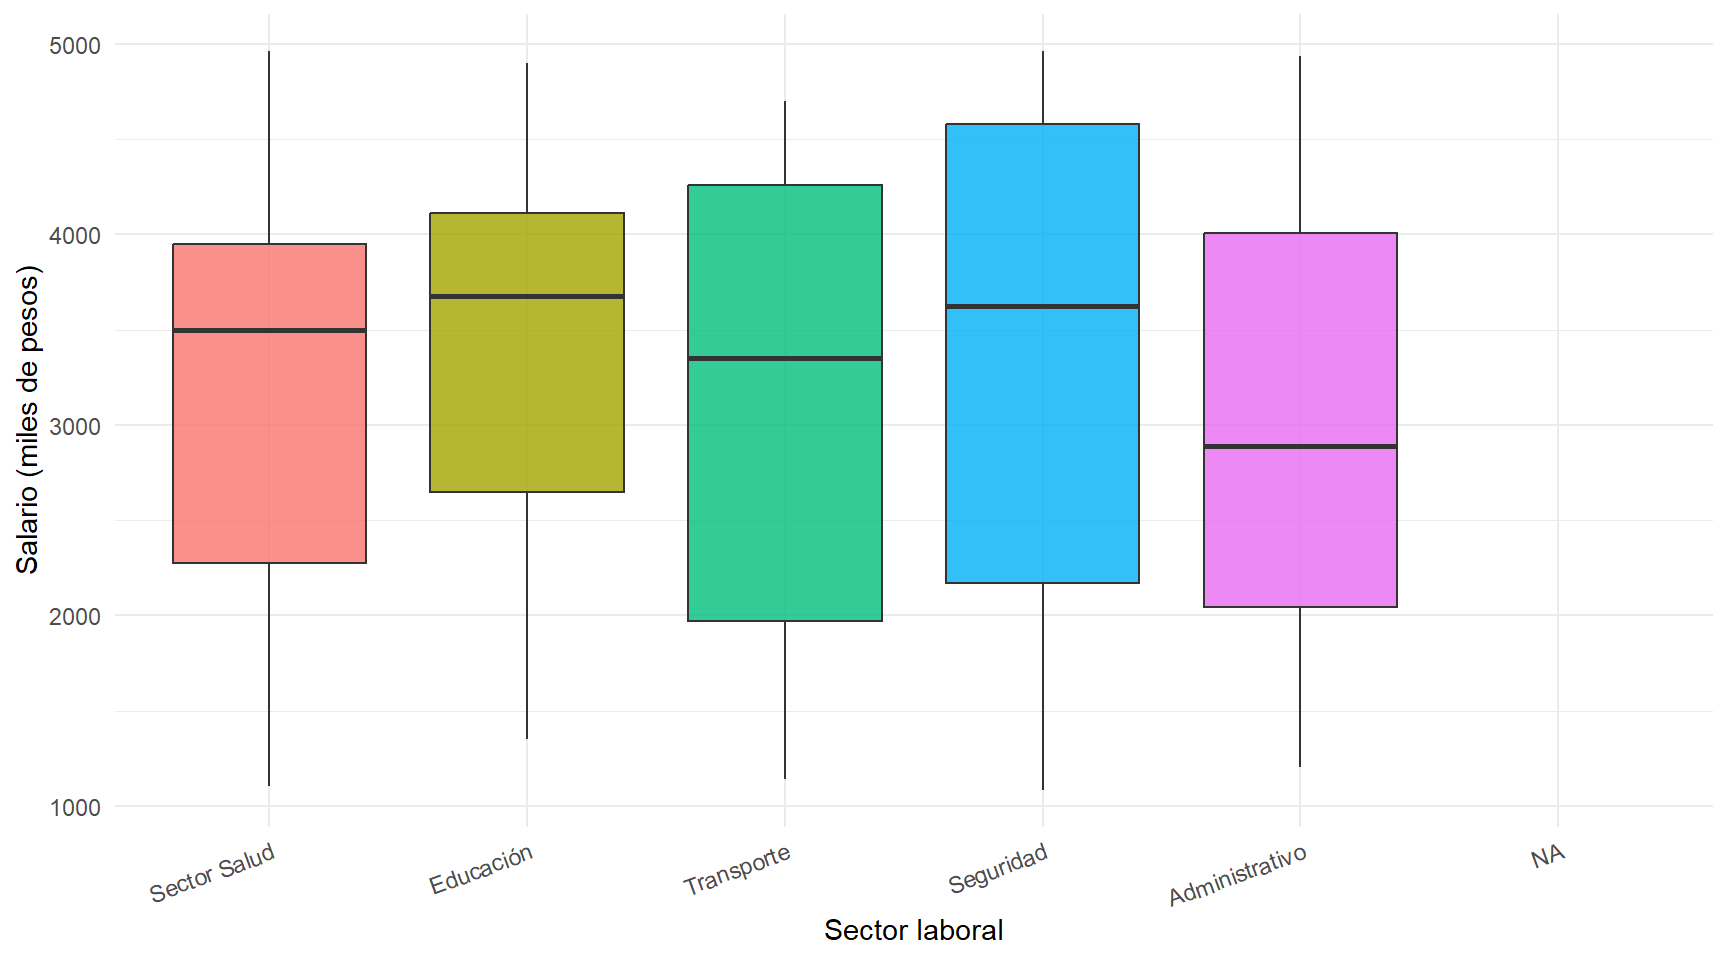 5000
4000
3000
2000
1000
Salario (miles de pesos)
Sector Salud
Educación
Transporte
Seguridad
Administrativo
NA
Sector laboral